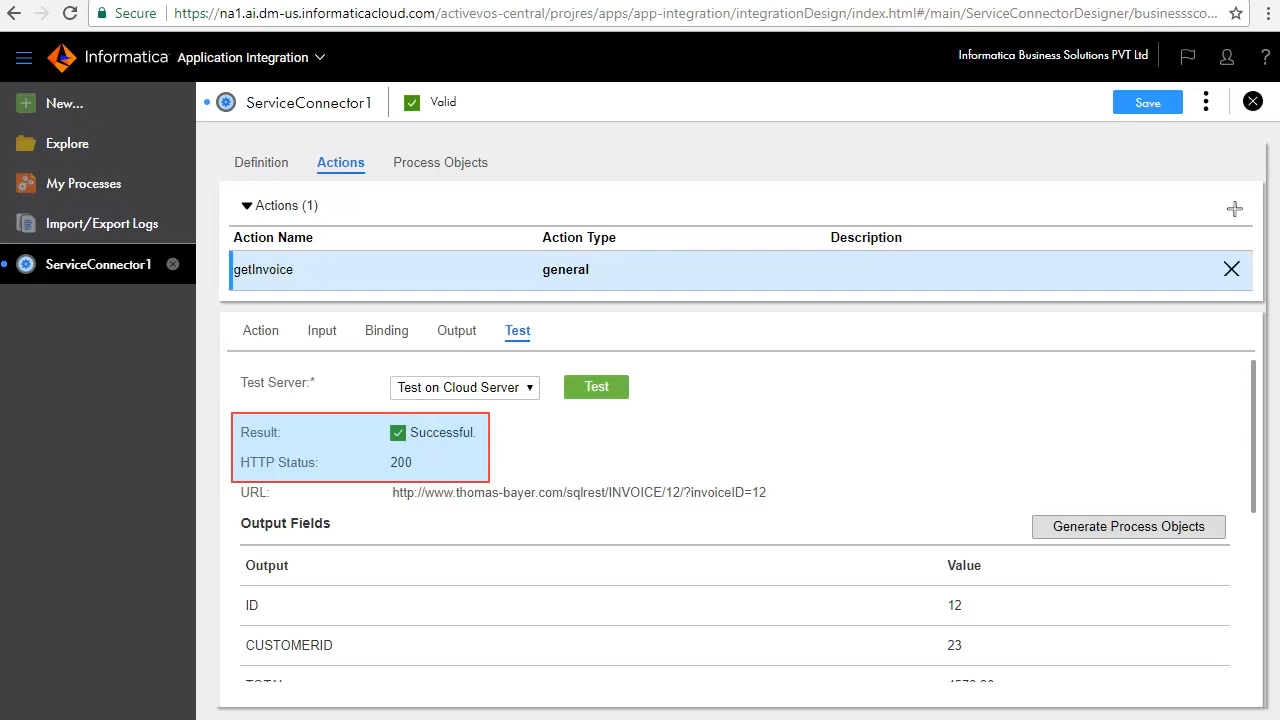 Secure https://na1.ai.dm-us.informaticacloud.com/activevos-central/projres/apps/app-integration/integrationDesign/index.html#/main/ServiceConnectorDesigner/businesssco...
Informatica Application Integration
Informatica Business Solutions PVT Ltd
?
New...
Explore
My Processes
Import/Export Logs
ServiceConnector1
ServiceConnector1 Valid
Save
Definition Actions Process Objects
Actions (1)
Action Name Action Type Description
getInvoice general
Action Input Binding Output Test
Test Server:* Test on Cloud Server Test
Result: Successful.
HTTP Status: 200
URL: http://www.thomas-bayer.com/sqlrest/INVOICE/12/?invoiceID=12
Output Fields Generate Process Objects
Output Value
ID 12
CUSTOMERID 23
TOTAL